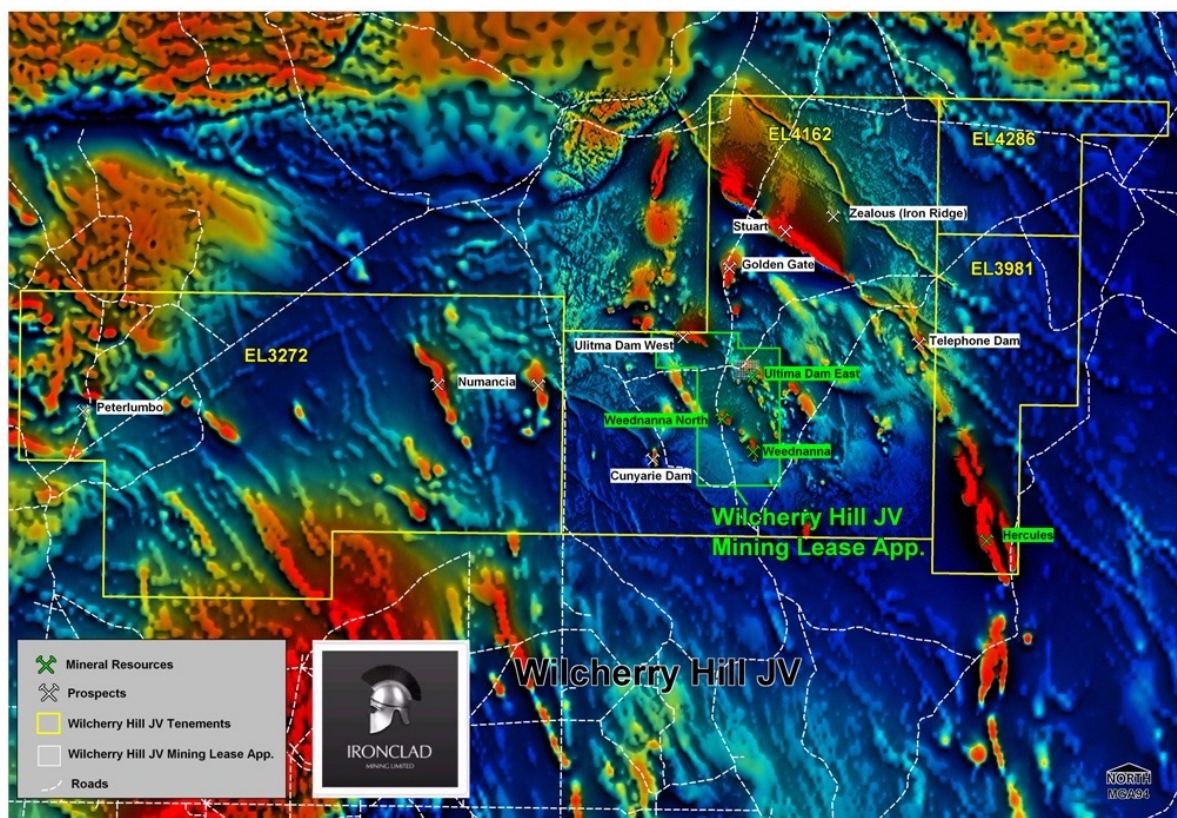 EL4162
EL4286
Zealous (Iron Ridge)
Stuart
Golden Gate
EL3981
EL3272
Ulitma Dam West
Telephone Dam
Ultima Dam East
Numancia
Peterlumbo
Weednanna North
Weednanna
Cunyarie Dam
Wilcherry Hill JV
Mining Lease App.
Hercules
Wilcherry Hill JV
Mineral Resources
Prospects
Wilcherry Hill JV Tenements
Wilcherry Hill JV Mining Lease App.
Roads
IRONCLAD
MINING LIMITED
NORTH
MGA94